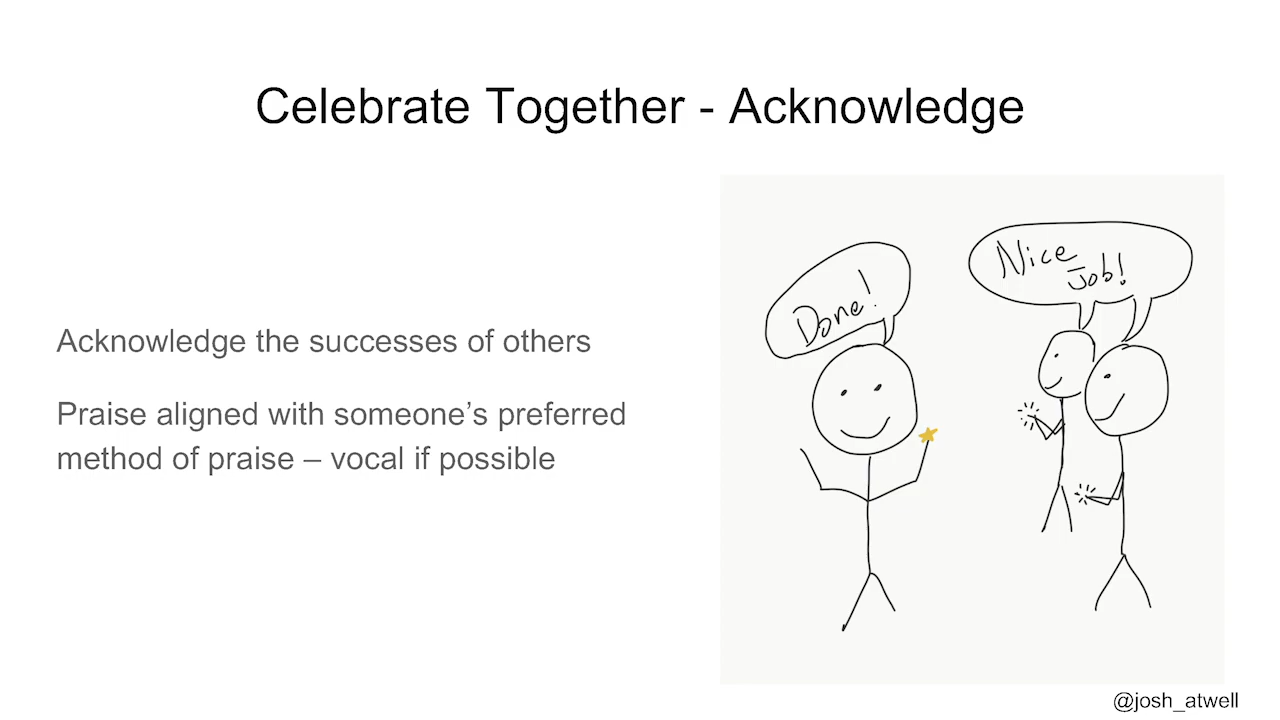 Celebrate Together - Acknowledge
Acknowledge the successes of others
Praise aligned with someone’s preferred
method of praise – vocal if possible
Done!
Nice
Job!
@josh_atwell